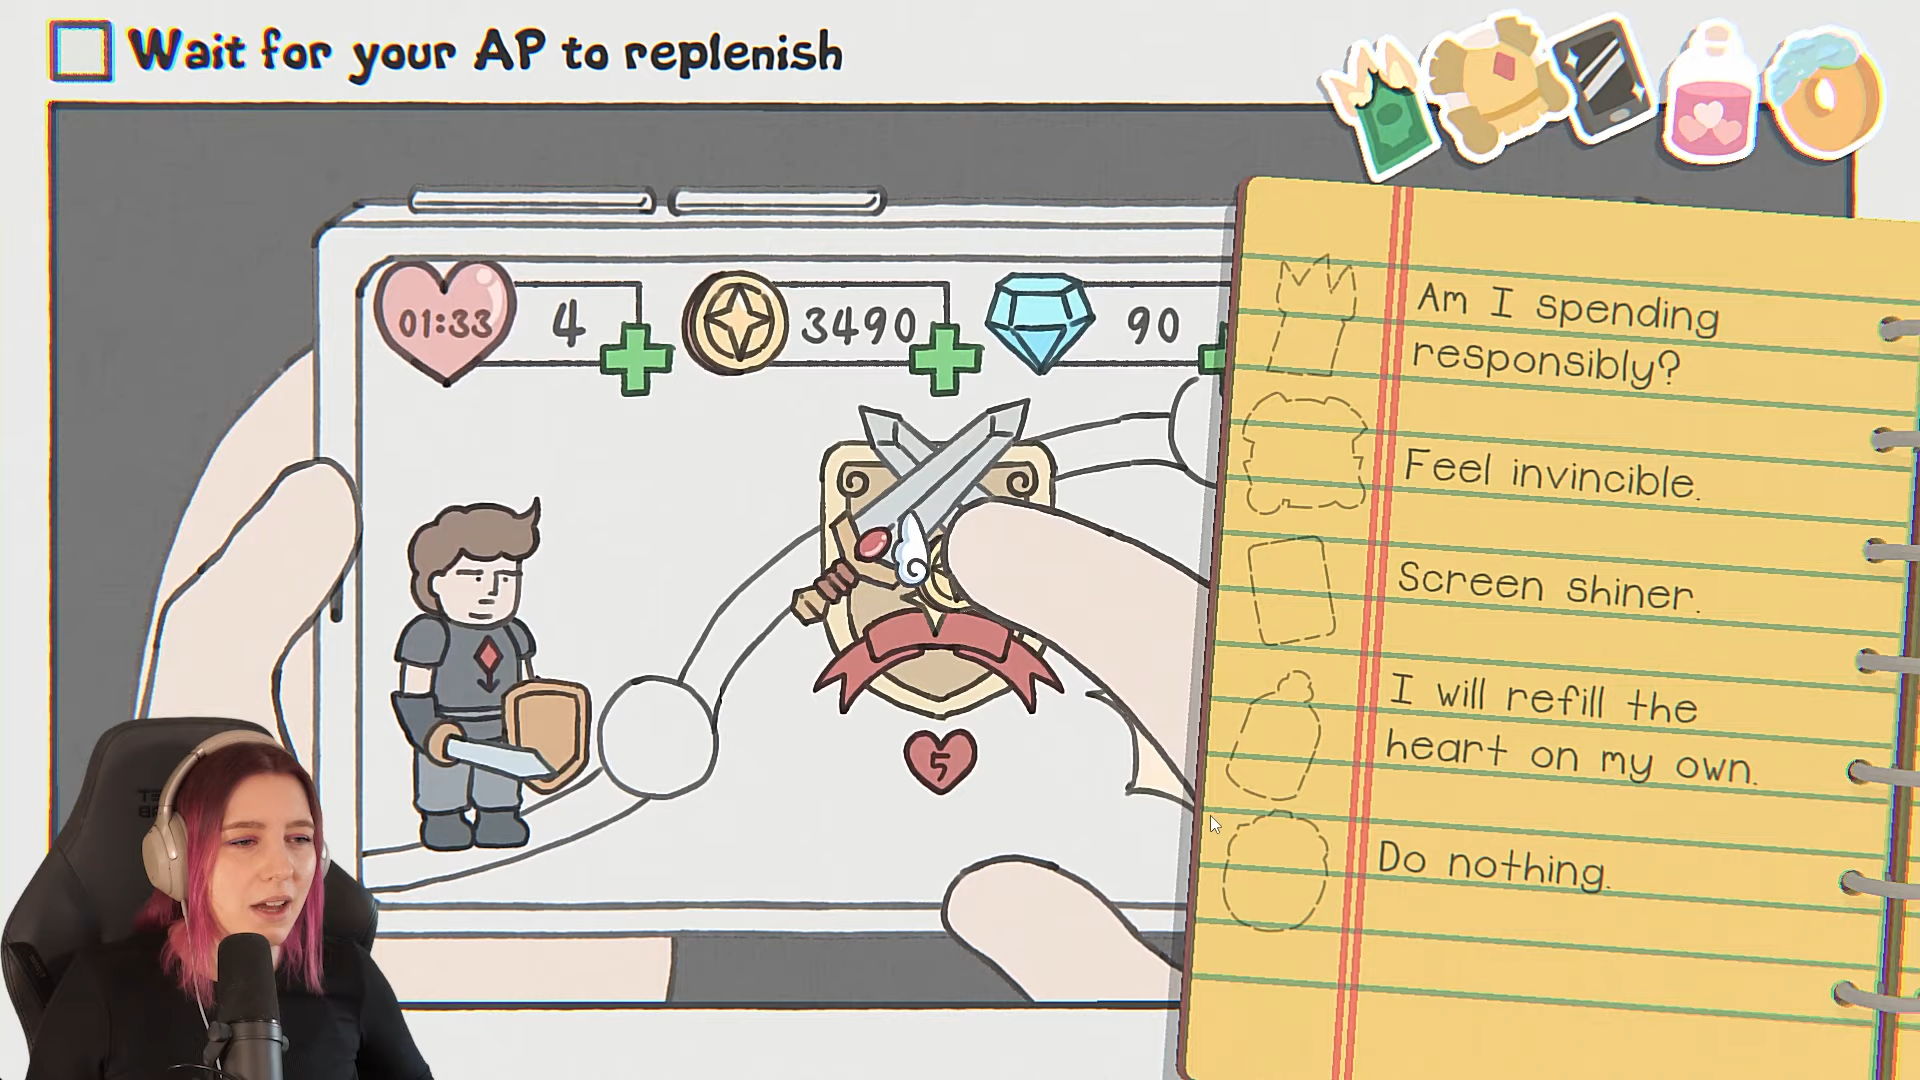 Wait for your AP to replenish
01:33 4 3490 90
5
Am I spending
responsibly?
Feel invincible.
Screen shiner.
I will refill the
heart on my own.
Do nothing.